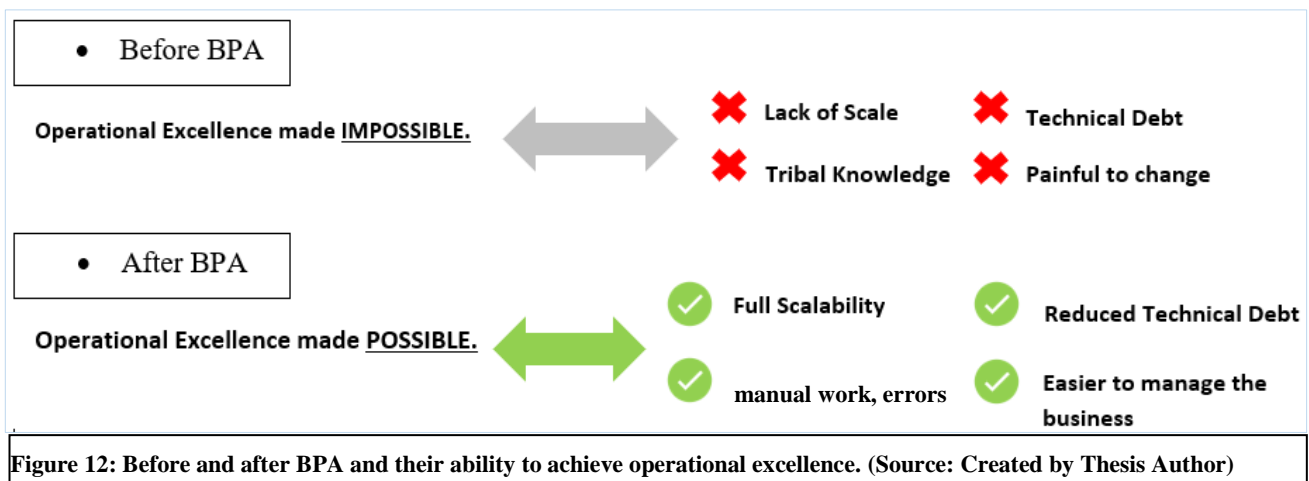 • Before BPA
Operational Excellence made IMPOSSIBLE.
Lack of Scale
Technical Debt
Tribal Knowledge
Painful to change
• After BPA
Operational Excellence made POSSIBLE.
Full Scalability
Reduced Technical Debt
manual work, errors
Easier to manage the
business
Figure 12: Before and after BPA and their ability to achieve operational excellence. (Source: Created by Thesis Author)